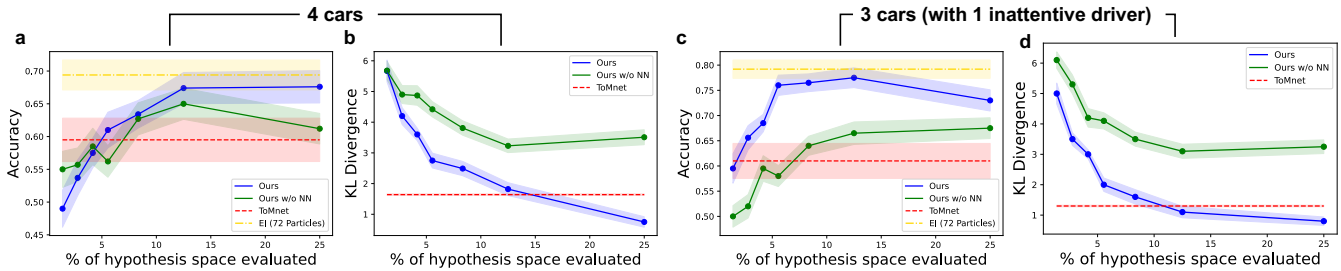 4 cars
3 cars (with 1 inattentive driver)
a
0,70
0.65
0.60
0.55
0.50
0,45
Accuracy
5
10
15
20
25
% of hypothesis space evaluated
Ours
Ours w/o NN
ToMnet
EJ (72 Particles)
b
6
5
4
3
2
1
KL Divergence
5
10
15
20
25
% of hypothesis space evaluated
Ours
Ours w/o NN
ToMnet
c
0.80
0.75
0.70
0.65
0.60
0.55
0.50
Accuracy
5
10
15
20
25
% of hypothesis space evaluated
Ours
Ours w/o NN
ToMnet
EJ (72 Particles)
d
6
5
4
3
2
1
KL Divergence
5
10
15
20
25
% of hypothesis space evaluated
Ours
Ours w/o NN
ToMnet